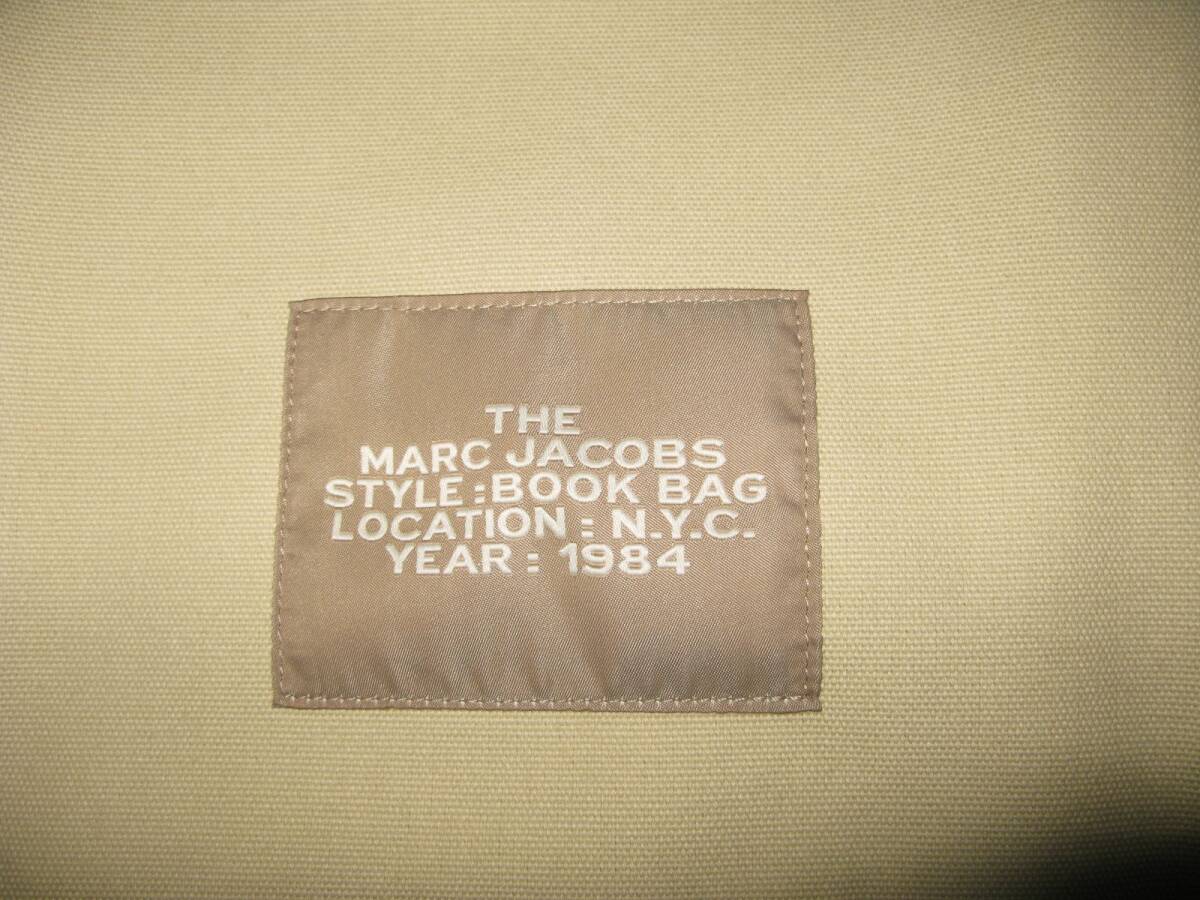 THE
MARC JACOBS
STYLE : BOOK BAG
LOCATION : N.Y.C.
YEAR : 1984